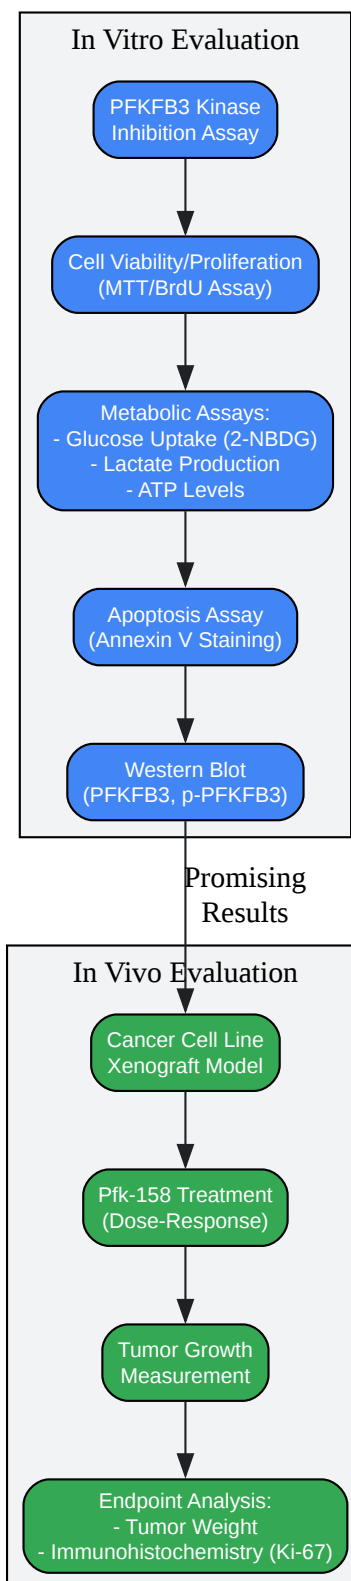 In Vitro Evaluation
PFKFB3 Kinase
Inhibition Assay
Cell Viability/Proliferation
(MTT/BrdU Assay)
Metabolic Assays:
- Glucose Uptake (2-NBDG)
- Lactate Production
- ATP Levels
Apoptosis Assay
(Annexin V Staining)
Western Blot
(PFKFB3, p-PFKFB3)
Promising
Results
In Vivo Evaluation
Cancer Cell Line
Xenograft Model
Pfk-158 Treatment
(Dose-Response)
Tumor Growth
Measurement
Endpoint Analysis:
- Tumor Weight
- Immunohistochemistry (Ki-67)